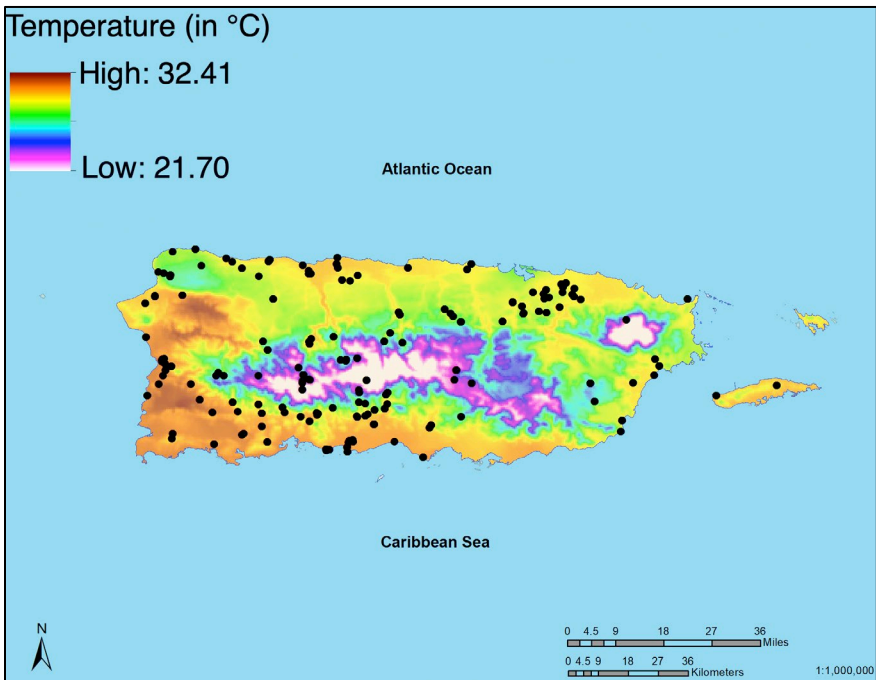 Temperature (in °C)
High: 32.41
Low: 21.70
Atlantic Ocean
Caribbean Sea
N
0 4.5 9 18 27 36
Miles
0 4.5 9 18 27 36
Kilometers
1:1,000,000